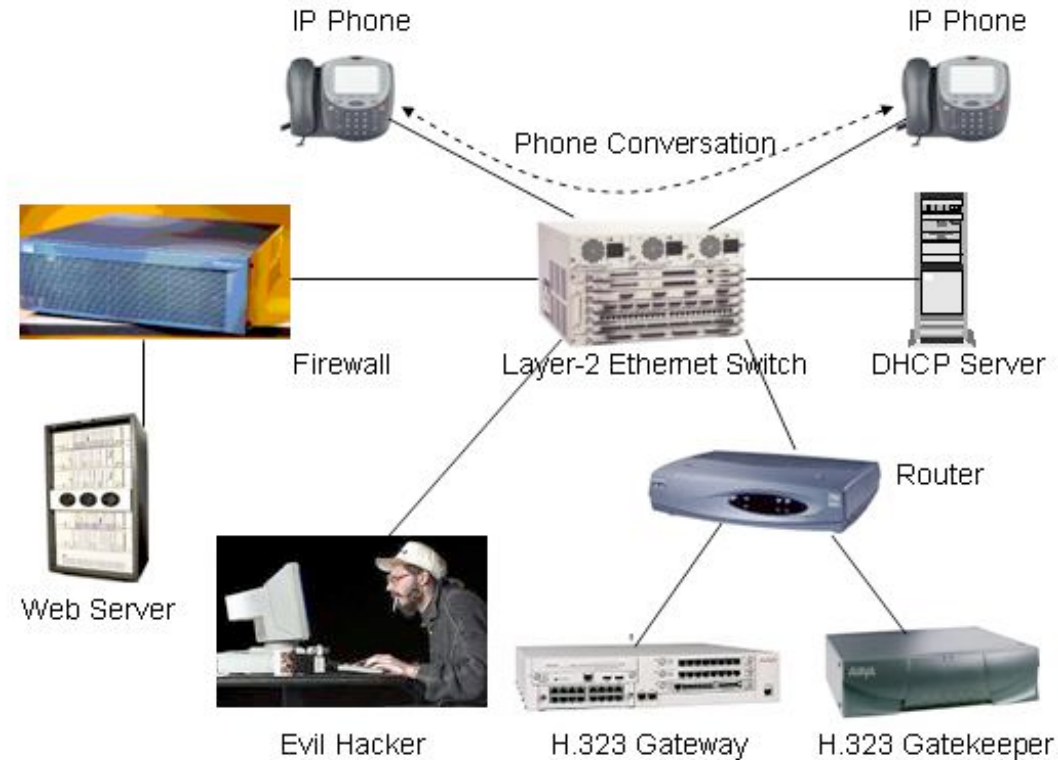 IP Phone
IP Phone
Phone Conversation
Firewall
Layer-2 Ethernet Switch
DHCP Server
Router
Web Server
Evil Hacker
H.323 Gateway
AVAYA
H.323 Gatekeeper